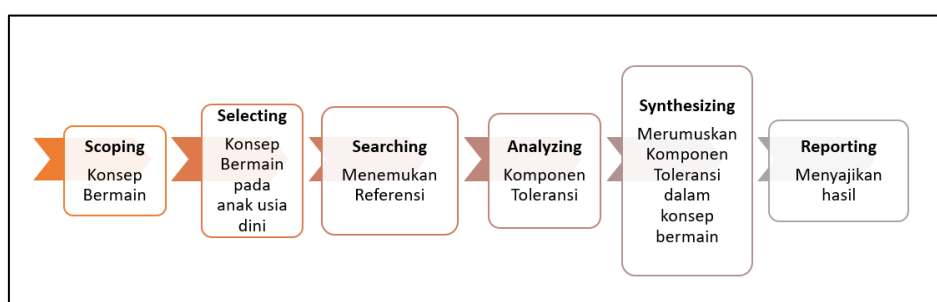 Scoping
Konsep
Bermain
Selecting
Konsep
Bermain
pada
anak usia
dini
Searching
Menemukan
Referensi
Analyzing
Komponen
Toleransi
Synthesizing
Merumuskan
Komponen
Toleransi
dalam
konsep
bermain
Reporting
Menyajikan
hasil